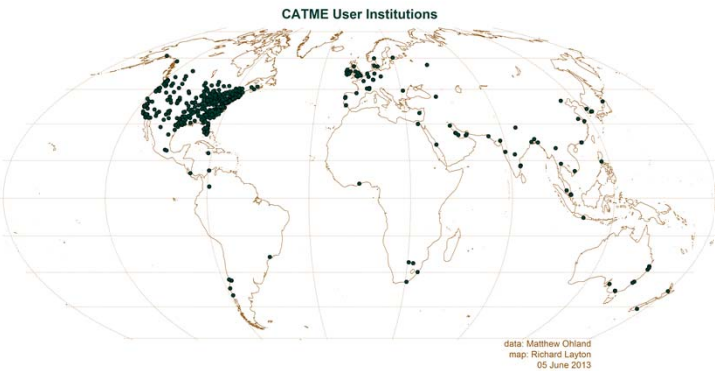 CATME User Institutions
data: Matthew Ohland
map: Richard Layton
05 June 2013